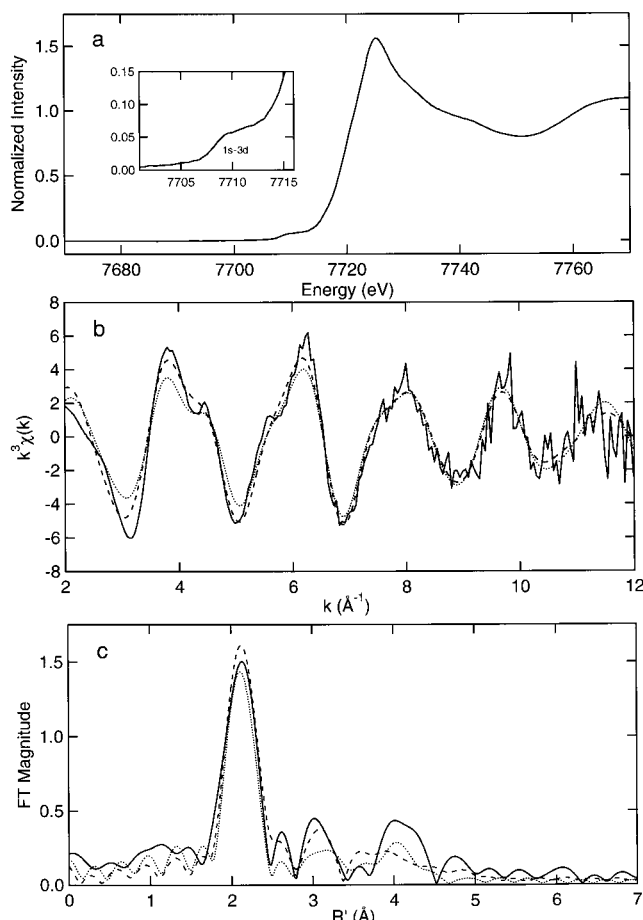 a
Normalized Intensity
1.5
1.0
0.5
0.0
0.15
0.10
0.05
0.00
1s-3d
7705 7710 7715
7680 7700 7720 7740 7760
Energy (eV)
b
k³χ(k)
8
6
4
2
0
-2
-4
-6
-8
2 4 6 8 10 12
k (Å⁻¹)
c
FT Magnitude
1.5
1.0
0.5
0.0
0 1 2 3 4 5 6 7
R' (Å)